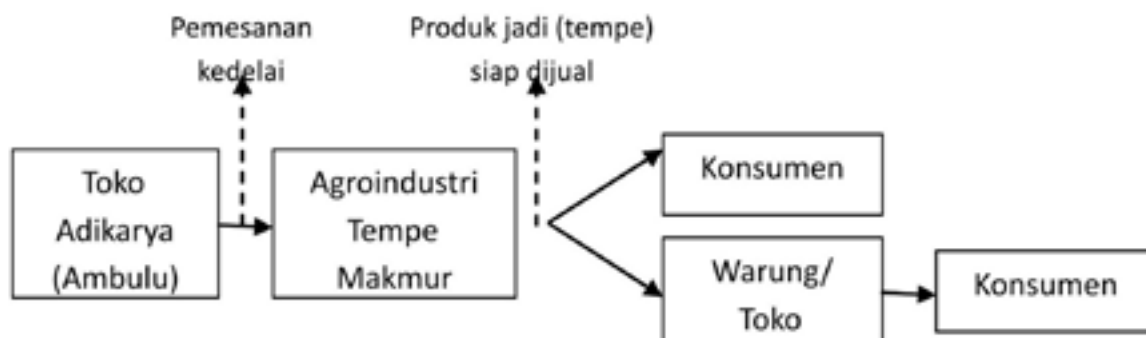 Pemesanan
kedelai
Produk jadi (tempe)
siap dijual
Toko
Adikarya
(Ambulu)
Agroindustri
Tempe
Makmur
Konsumen
Warung/
Toko
Konsumen